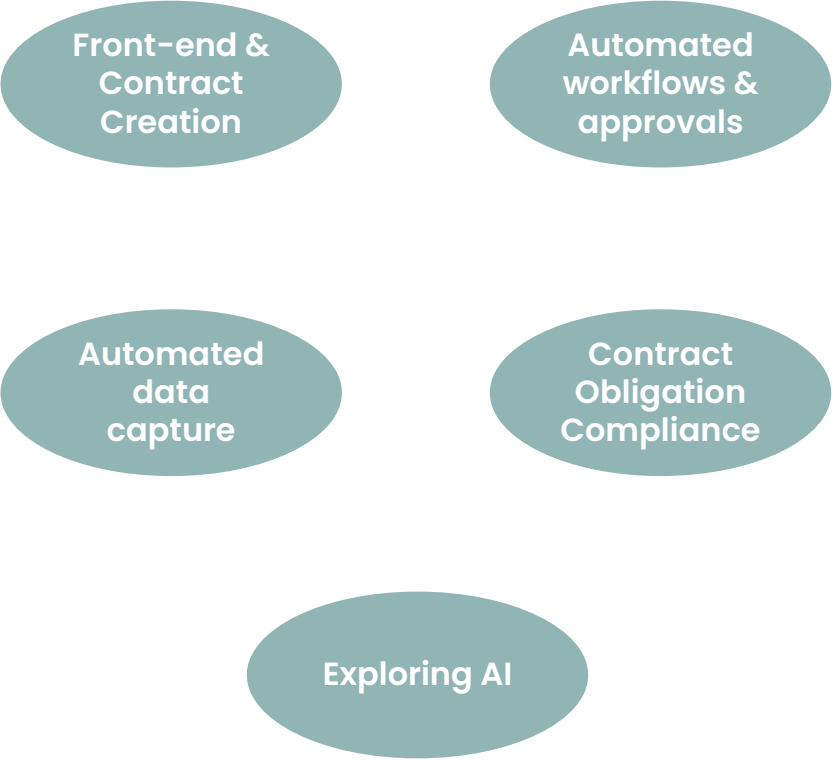 Front-end &
Contract
Creation
Automated
workflows &
approvals
Automated
data
capture
Contract
Obligation
Compliance
Exploring AI